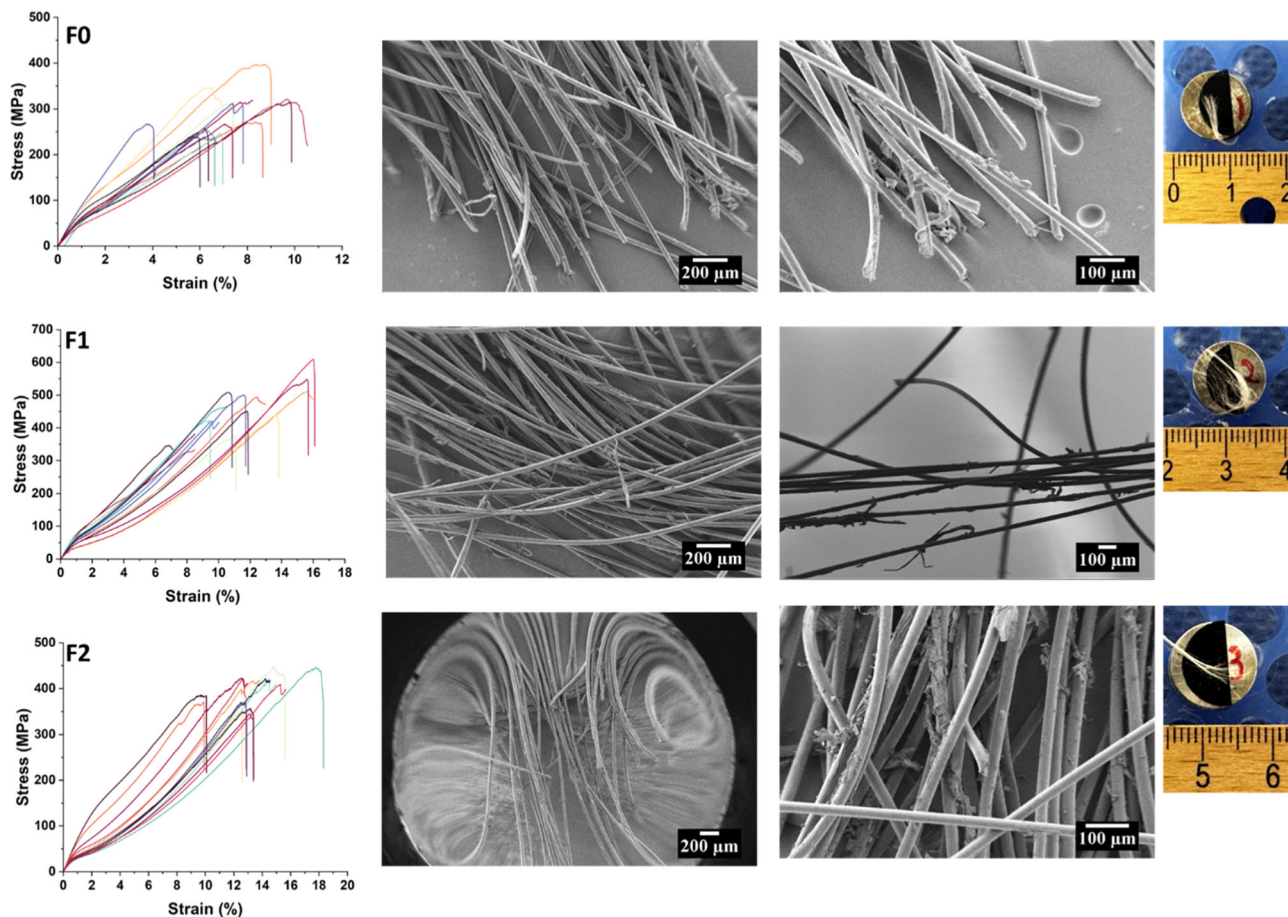 F0
500
400
300
200
100
0
Stress (MPa)
0 2 4 6 8 10 12
Strain (%)
200 µm
100 µm
1
0 1 2
F1
700
600
500
400
300
200
100
0
Stress (MPa)
0 2 4 6 8 10 12 14 16 18
Strain (%)
200 µm
100 µm
2
2 3 4
F2
500
400
300
200
100
0
Stress (MPa)
0 2 4 6 8 10 12 14 16 18 20
Strain (%)
200 µm
100 µm
3
5 6